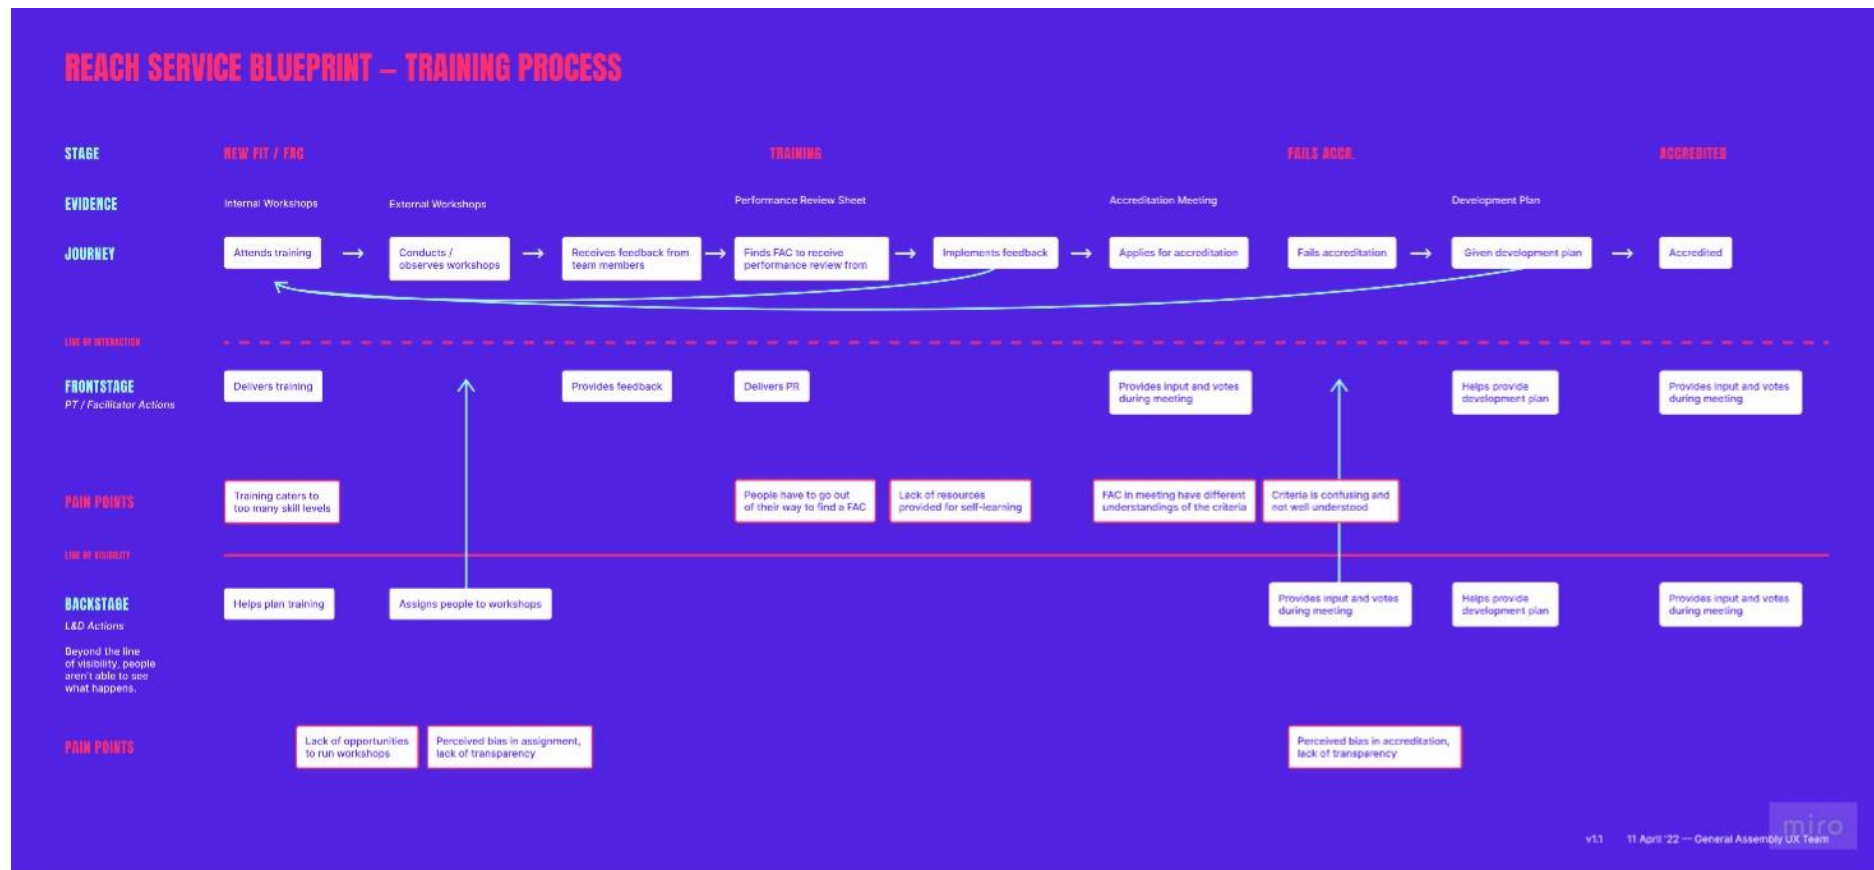 REACH SERVICE BLUEPRINT – TRAINING PROCESS
STAGE
NEW FIT / FAC
TRAINING
FAILS ACCR.
ACCREDITED
EVIDENCE
Internal Workshops
External Workshops
Performance Review Sheet
Accreditation Meeting
Development Plan
JOURNEY
Attends training
Conducts /
observes workshops
Receives feedback from
team members
Finds FAC to receive
performance review from
Implements feedback
Applies for accreditation
Fails accreditation
Given development plan
Accredited
LINE OF INTERACTION
FRONTSTAGE
PT / Facilitator Actions
Delivers training
Provides feedback
Delivers PR
Provides input and votes
during meeting
Helps provide
development plan
Provides input and votes
during meeting
PAIN POINTS
Training caters to
too many skill levels
People have to go out
of their way to find a FAC
Lack of resources
provided for self-learning
FAC in meeting have different
understandings of the criteria
Criteria is confusing and
not well understood
LINE OF VISIBILITY
BACKSTAGE
L&D Actions
Beyond the line
of visibility, people
aren't able to see
what happens.
Helps plan training
Assigns people to workshops
Provides input and votes
during meeting
Helps provide
development plan
Provides input and votes
during meeting
PAIN POINTS
Lack of opportunities
to run workshops
Perceived bias in assignment,
lack of transparency
Perceived bias in accreditation,
lack of transparency
v1.1
11 April '22 — General Assembly UX Team
miro